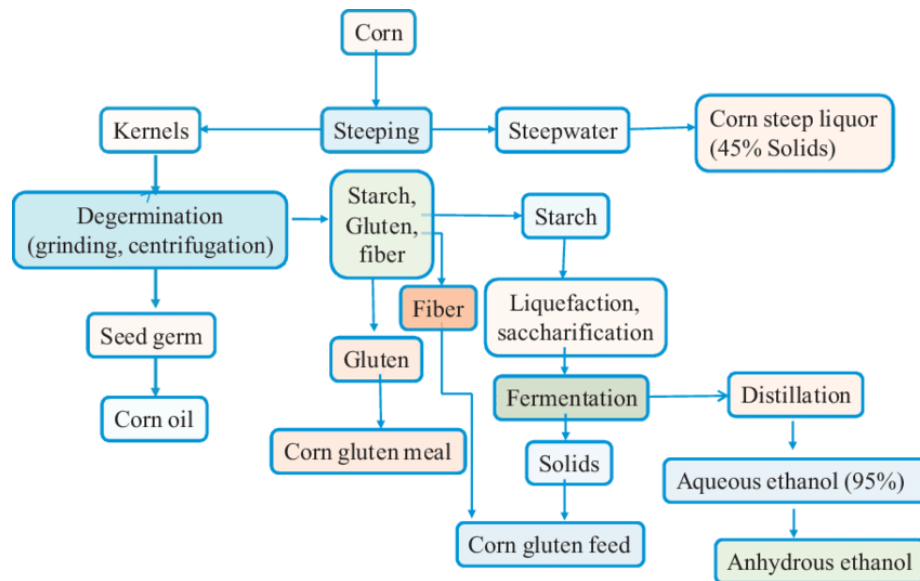 Corn
Kernels
Steeping
Steepwater
Corn steep liquor
(45% Solids)
Degermination
(grinding, centrifugation)
Starch,
Gluten,
fiber
Starch
Seed germ
Fiber
Liquefaction,
saccharification
Gluten
Corn oil
Fermentation
Distillation
Corn gluten meal
Solids
Aqueous ethanol (95%)
Corn gluten feed
Anhydrous ethanol